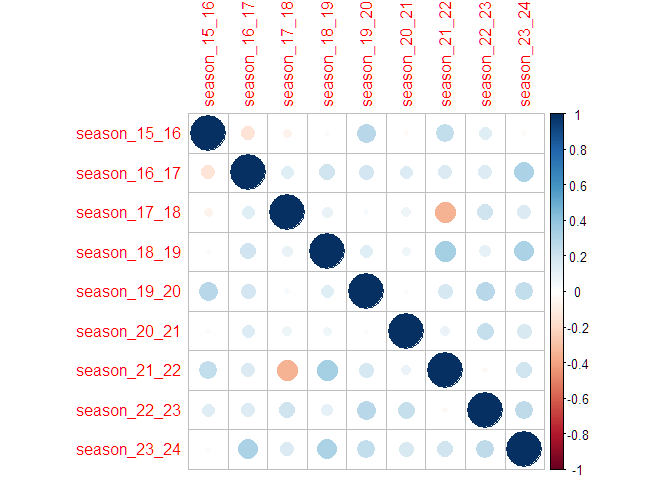 season_15_16
season_16_17
season_17_18
season_18_19
season_19_20
season_20_21
season_21_22
season_22_23
season_23_24
season_15_16
season_16_17
season_17_18
season_18_19
season_19_20
season_20_21
season_21_22
season_22_23
season_23_24
1
0.8
0.6
0.4
0.2
0
-0.2
-0.4
-0.6
-0.8
-1